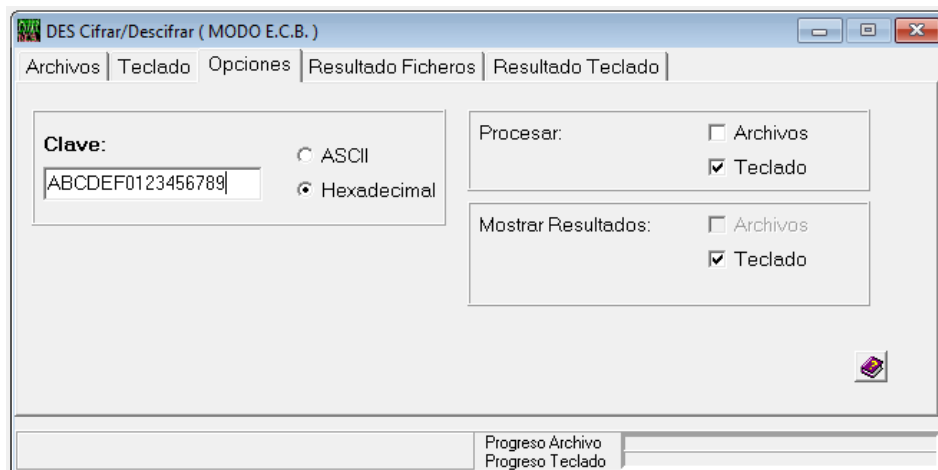 DES Cifrar/Descifrar ( MODO E.C.B. )
Archivos Teclado Opciones Resultado Ficheros Resultado Teclado
Clave:
ABCDEF0123456789
ASCII
Hexadecimal
Procesar:
Archivos
Teclado
Mostrar Resultados:
Archivos
Teclado
Progreso Archivo
Progreso Teclado